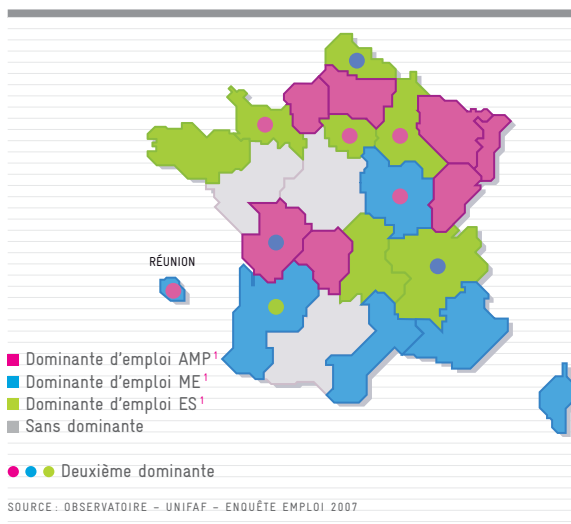 RÉUNION
Dominante d'emploi AMP¹
Dominante d'emploi ME¹
Dominante d'emploi ES¹
Sans dominante
Deuxième dominante
SOURCE : OBSERVATOIRE – UNIFAF – ENQUÊTE EMPLOI 2007